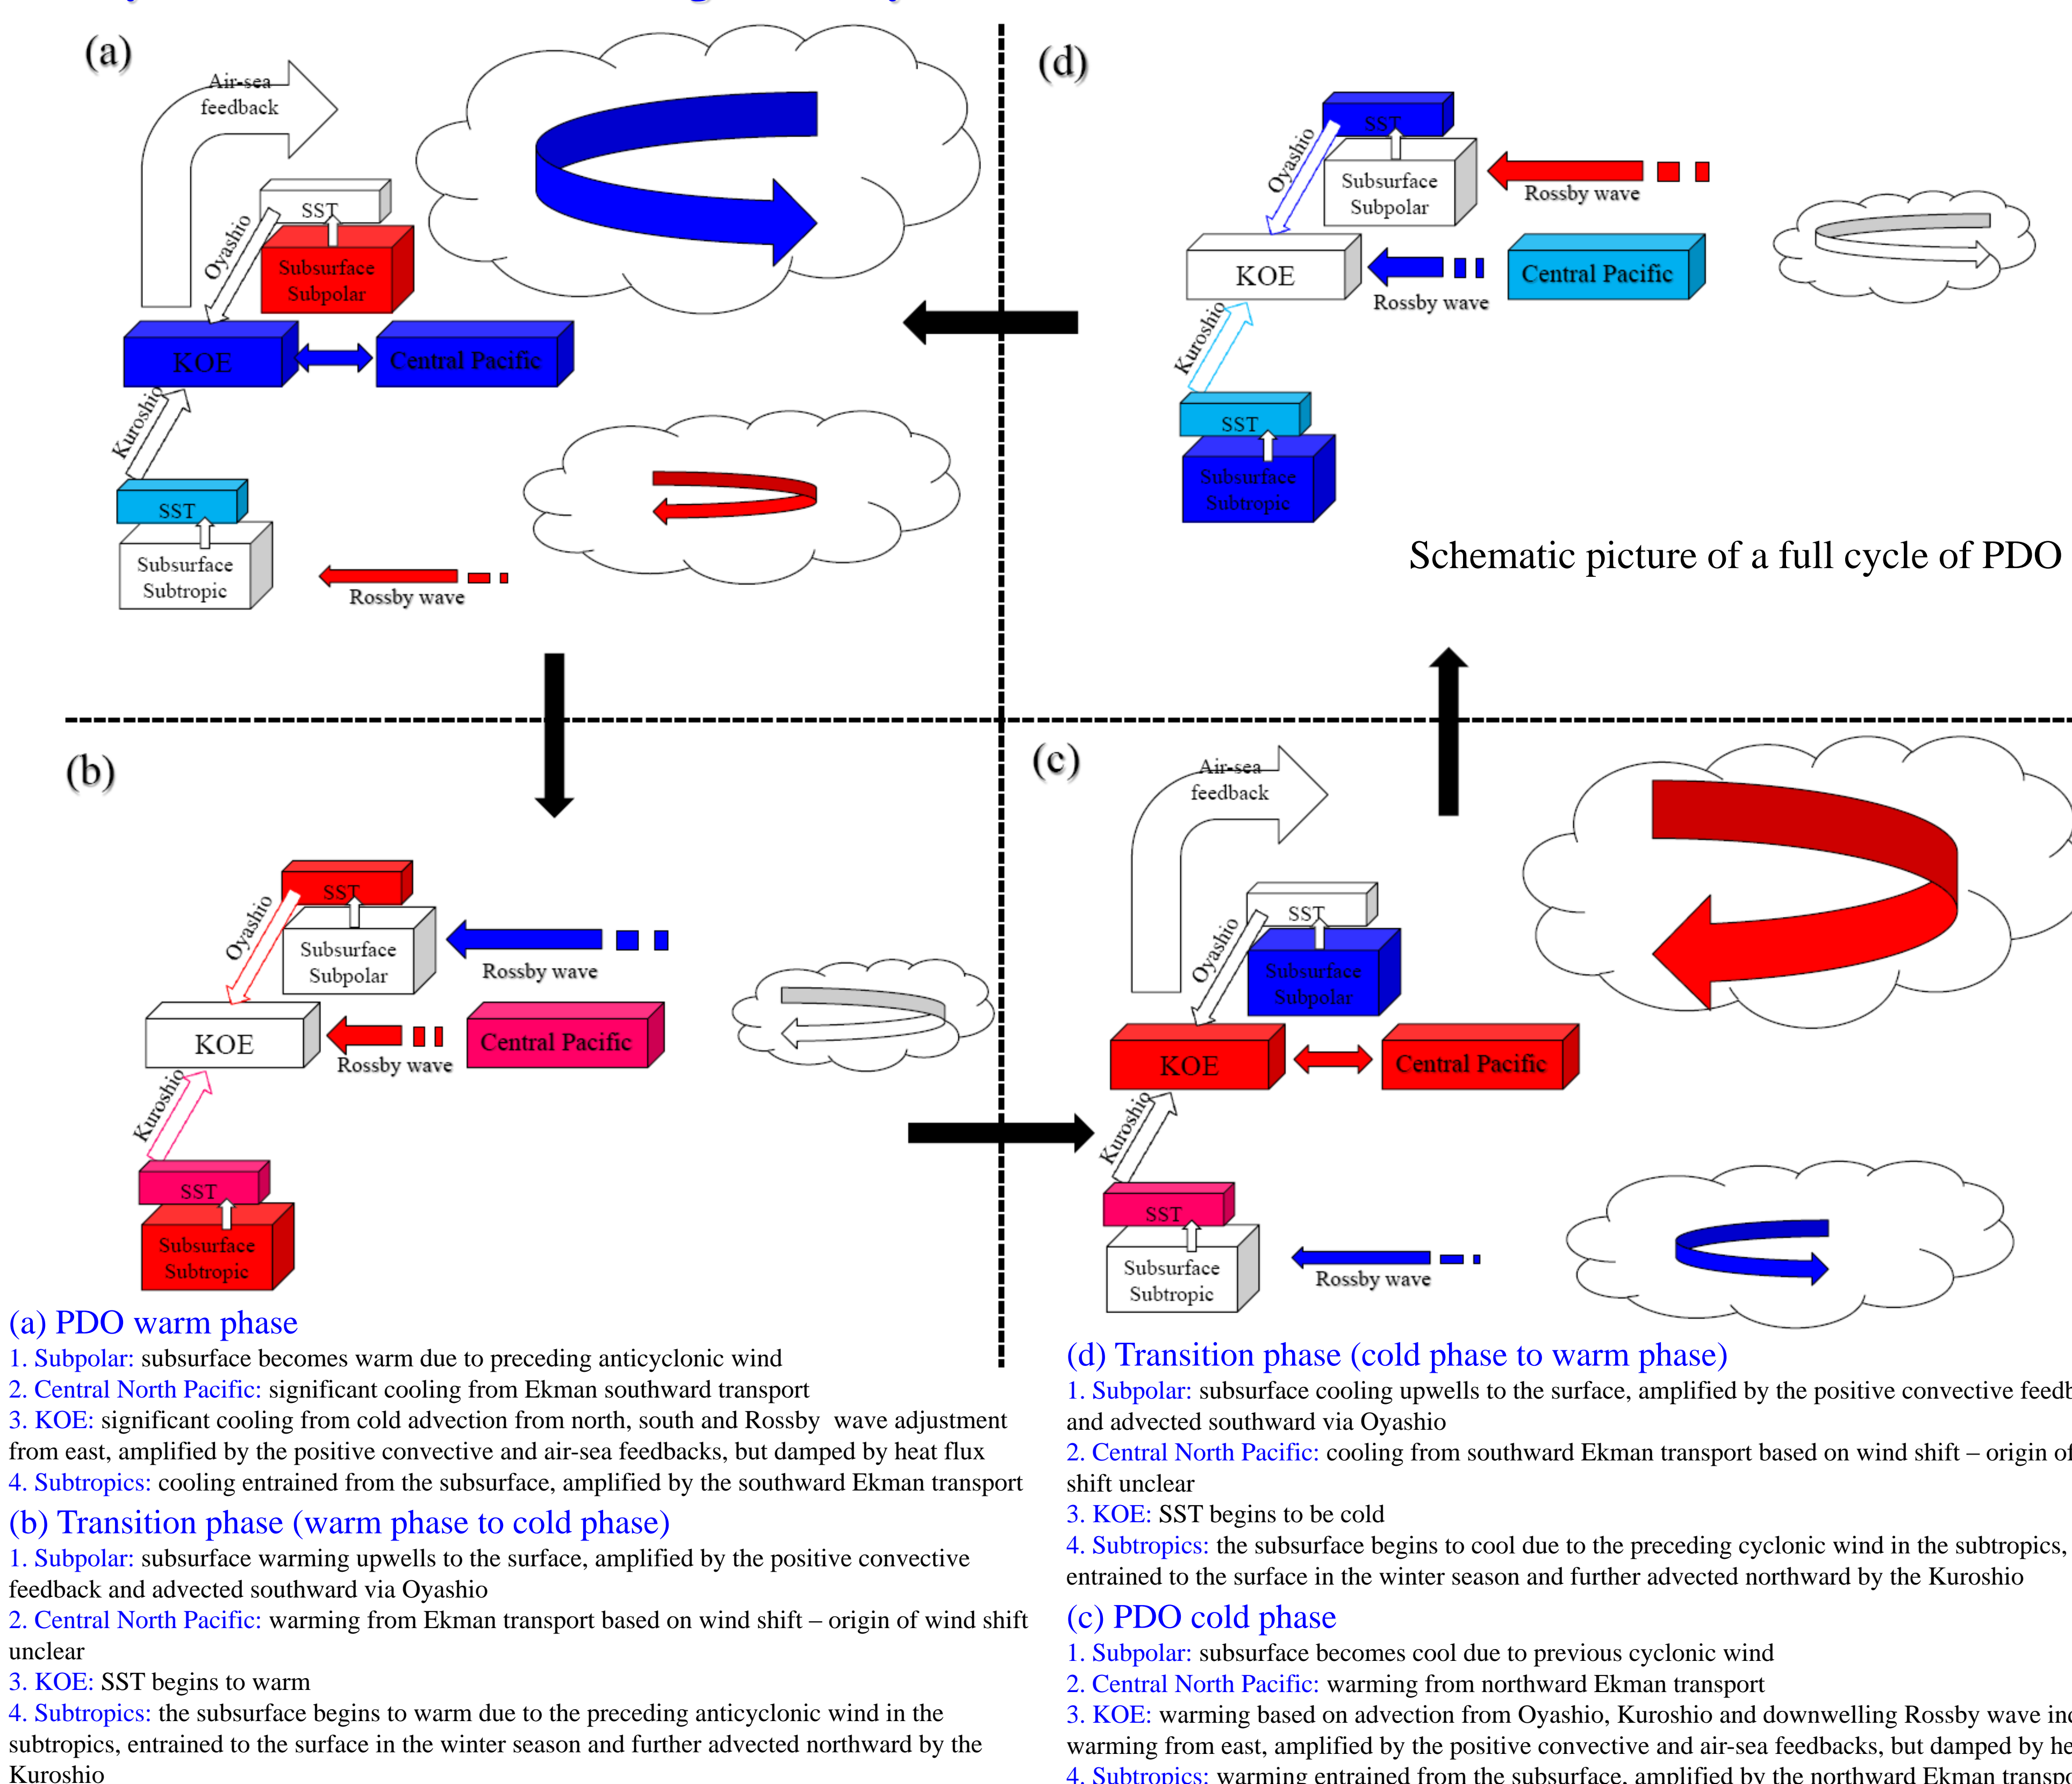 (a)
Air-sea
feedback
SST
Oyashio
Subsurface
Subpolar
KOE
Central Pacific
Kuroshio
SST
Subsurface
Subtropic
Rossby wave
(d)
SST
Oyashio
Subsurface
Subpolar
Rossby wave
KOE
Rossby wave
Central Pacific
Kuroshio
SST
Subsurface
Subtropic
Schematic picture of a full cycle of PDO
(b)
SST
Oyashio
Subsurface
Subpolar
Rossby wave
KOE
Rossby wave
Central Pacific
Kuroshio
SST
Subsurface
Subtropic
(c)
Air-sea
feedback
SST
Oyashio
Subsurface
Subpolar
KOE
Central Pacific
Kuroshio
SST
Subsurface
Subtropic
Rossby wave
(a) PDO warm phase
1. Subpolar: subsurface becomes warm due to preceding anticyclonic wind
2. Central North Pacific: significant cooling from Ekman southward transport
3. KOE: significant cooling from cold advection from north, south and Rossby wave adjustment
from east, amplified by the positive convective and air-sea feedbacks, but damped by heat flux
4. Subtropics: cooling entrained from the subsurface, amplified by the southward Ekman transport
(b) Transition phase (warm phase to cold phase)
1. Subpolar: subsurface warming upwells to the surface, amplified by the positive convective
feedback and advected southward via Oyashio
2. Central North Pacific: warming from Ekman transport based on wind shift – origin of wind shift
unclear
3. KOE: SST begins to warm
4. Subtropics: the subsurface begins to warm due to the preceding anticyclonic wind in the
subtropics, entrained to the surface in the winter season and further advected northward by the
Kuroshio
(d) Transition phase (cold phase to warm phase)
1. Subpolar: subsurface cooling upwells to the surface, amplified by the positive convective feedb
and advected southward via Oyashio
2. Central North Pacific: cooling from southward Ekman transport based on wind shift – origin of
shift unclear
3. KOE: SST begins to be cold
4. Subtropics: the subsurface begins to cool due to the preceding cyclonic wind in the subtropics,
entrained to the surface in the winter season and further advected northward by the Kuroshio
(c) PDO cold phase
1. Subpolar: subsurface becomes cool due to previous cyclonic wind
2. Central North Pacific: warming from northward Ekman transport
3. KOE: warming based on advection from Oyashio, Kuroshio and downwelling Rossby wave in
warming from east, amplified by the positive convective and air-sea feedbacks, but damped by he
4. Subtropics: warming entrained from the subsurface, amplified by the northward Ekman transp